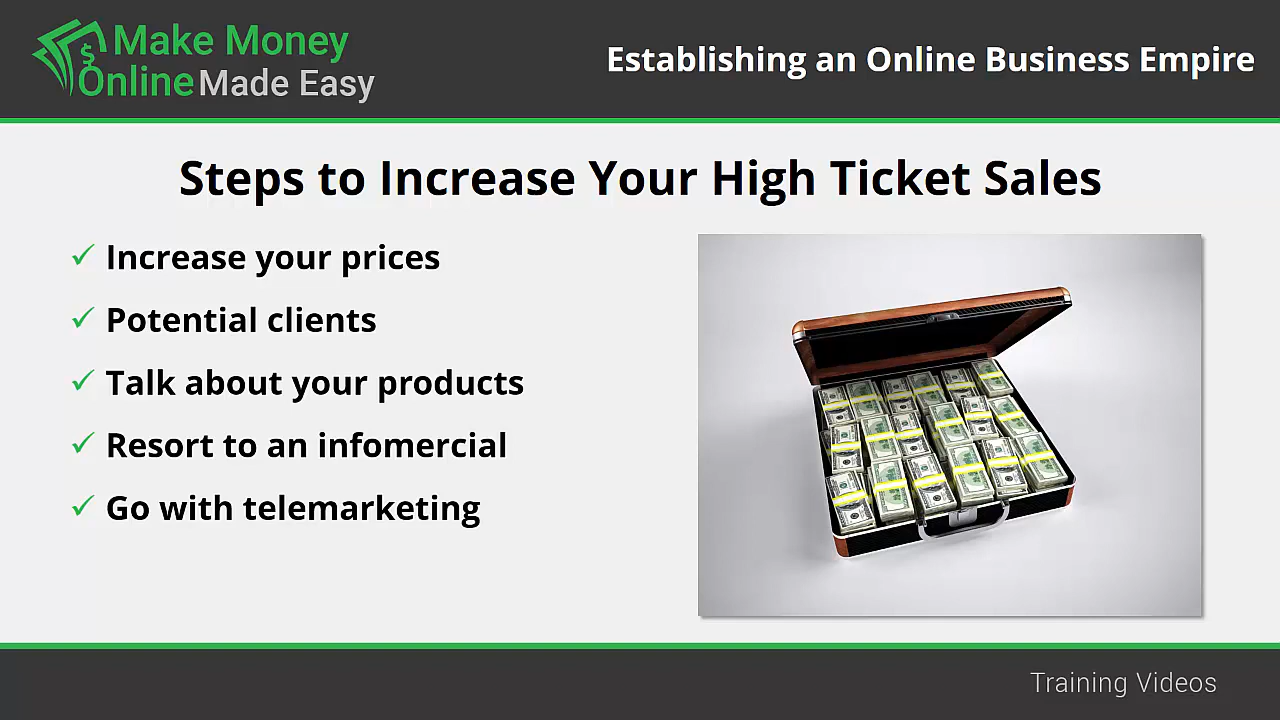 Make Money
Online Made Easy
Establishing an Online Business Empire
Steps to Increase Your High Ticket Sales
✓ Increase your prices
✓ Potential clients
✓ Talk about your products
✓ Resort to an infomercial
✓ Go with telemarketing
Training Videos